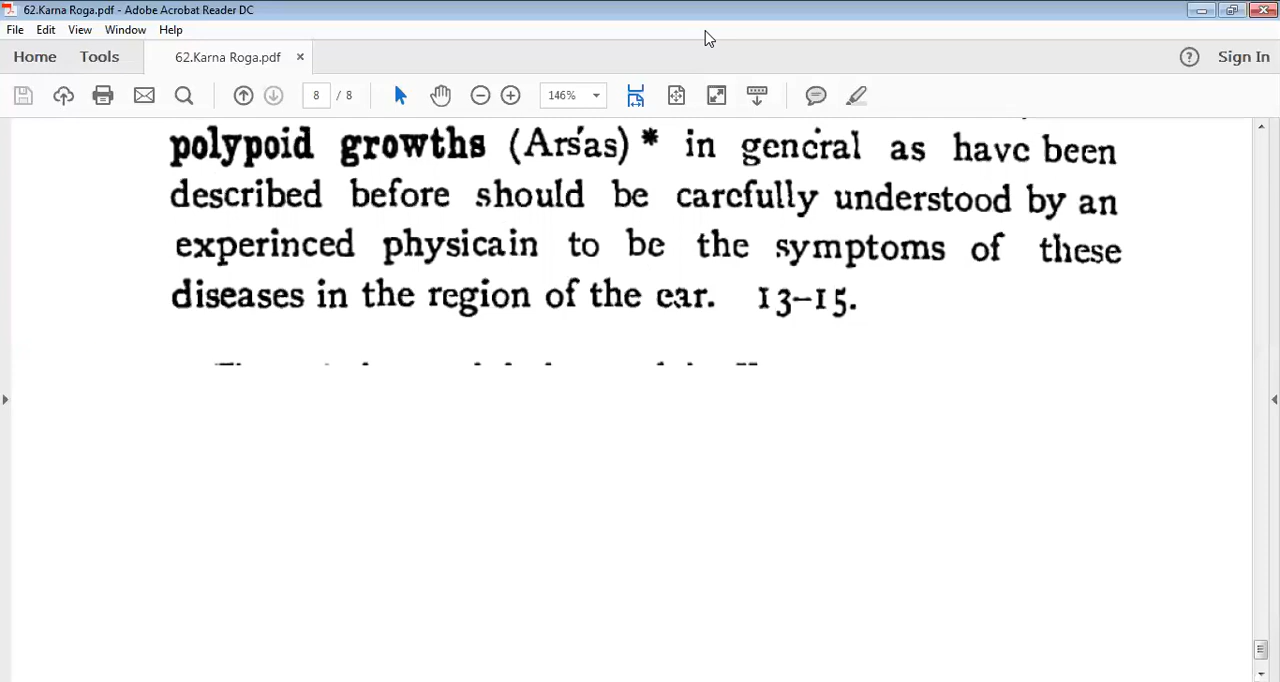 62.Karna Roga.pdf - Adobe Acrobat Reader DC
File Edit View Window Help
Home Tools 62.Karna Roga.pdf × ? Sign In
8 / 8 146%
polypoid growths (Arśas) * in general as have been
described before should be carefully understood by an
experinced physicain to be the symptoms of these
diseases in the region of the ear. 13–15.